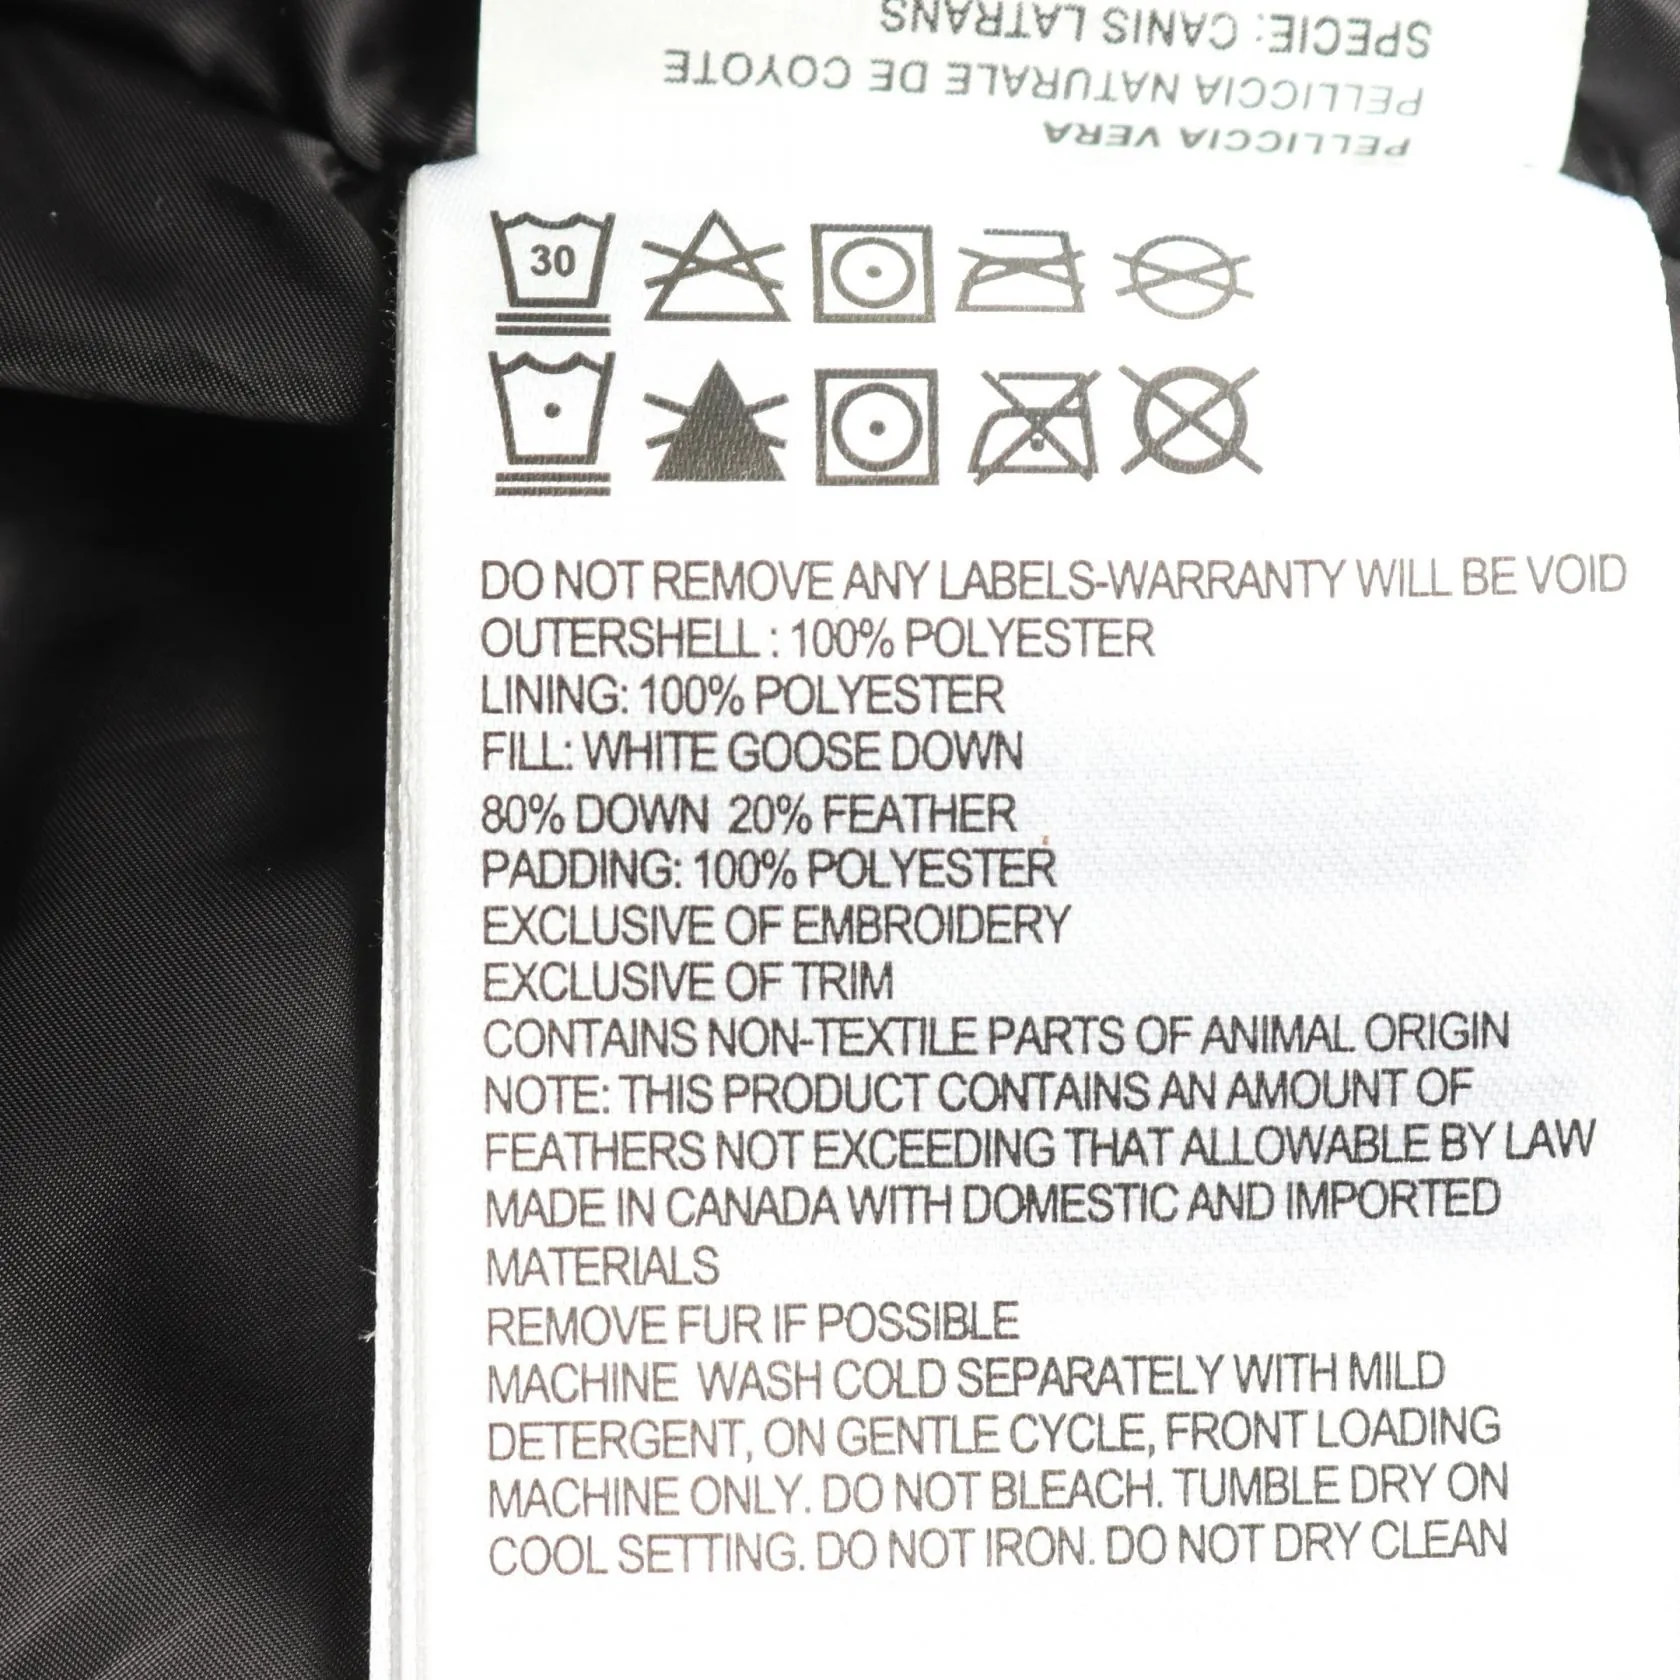 SPECIE: CANIS LATRANS
PELLICCIA NATURALE DE COYOTE
PELLICCIA VERA
30
DO NOT REMOVE ANY LABELS-WARRANTY WILL BE VOID
OUTERSHELL : 100% POLYESTER
LINING: 100% POLYESTER
FILL: WHITE GOOSE DOWN
80% DOWN 20% FEATHER
PADDING: 100% POLYESTER
EXCLUSIVE OF EMBROIDERY
EXCLUSIVE OF TRIM
CONTAINS NON-TEXTILE PARTS OF ANIMAL ORIGIN
NOTE: THIS PRODUCT CONTAINS AN AMOUNT OF
FEATHERS NOT EXCEEDING THAT ALLOWABLE BY LAW
MADE IN CANADA WITH DOMESTIC AND IMPORTED
MATERIALS
REMOVE FUR IF POSSIBLE
MACHINE WASH COLD SEPARATELY WITH MILD
DETERGENT, ON GENTLE CYCLE, FRONT LOADING
MACHINE ONLY. DO NOT BLEACH. TUMBLE DRY ON
COOL SETTING. DO NOT IRON. DO NOT DRY CLEAN